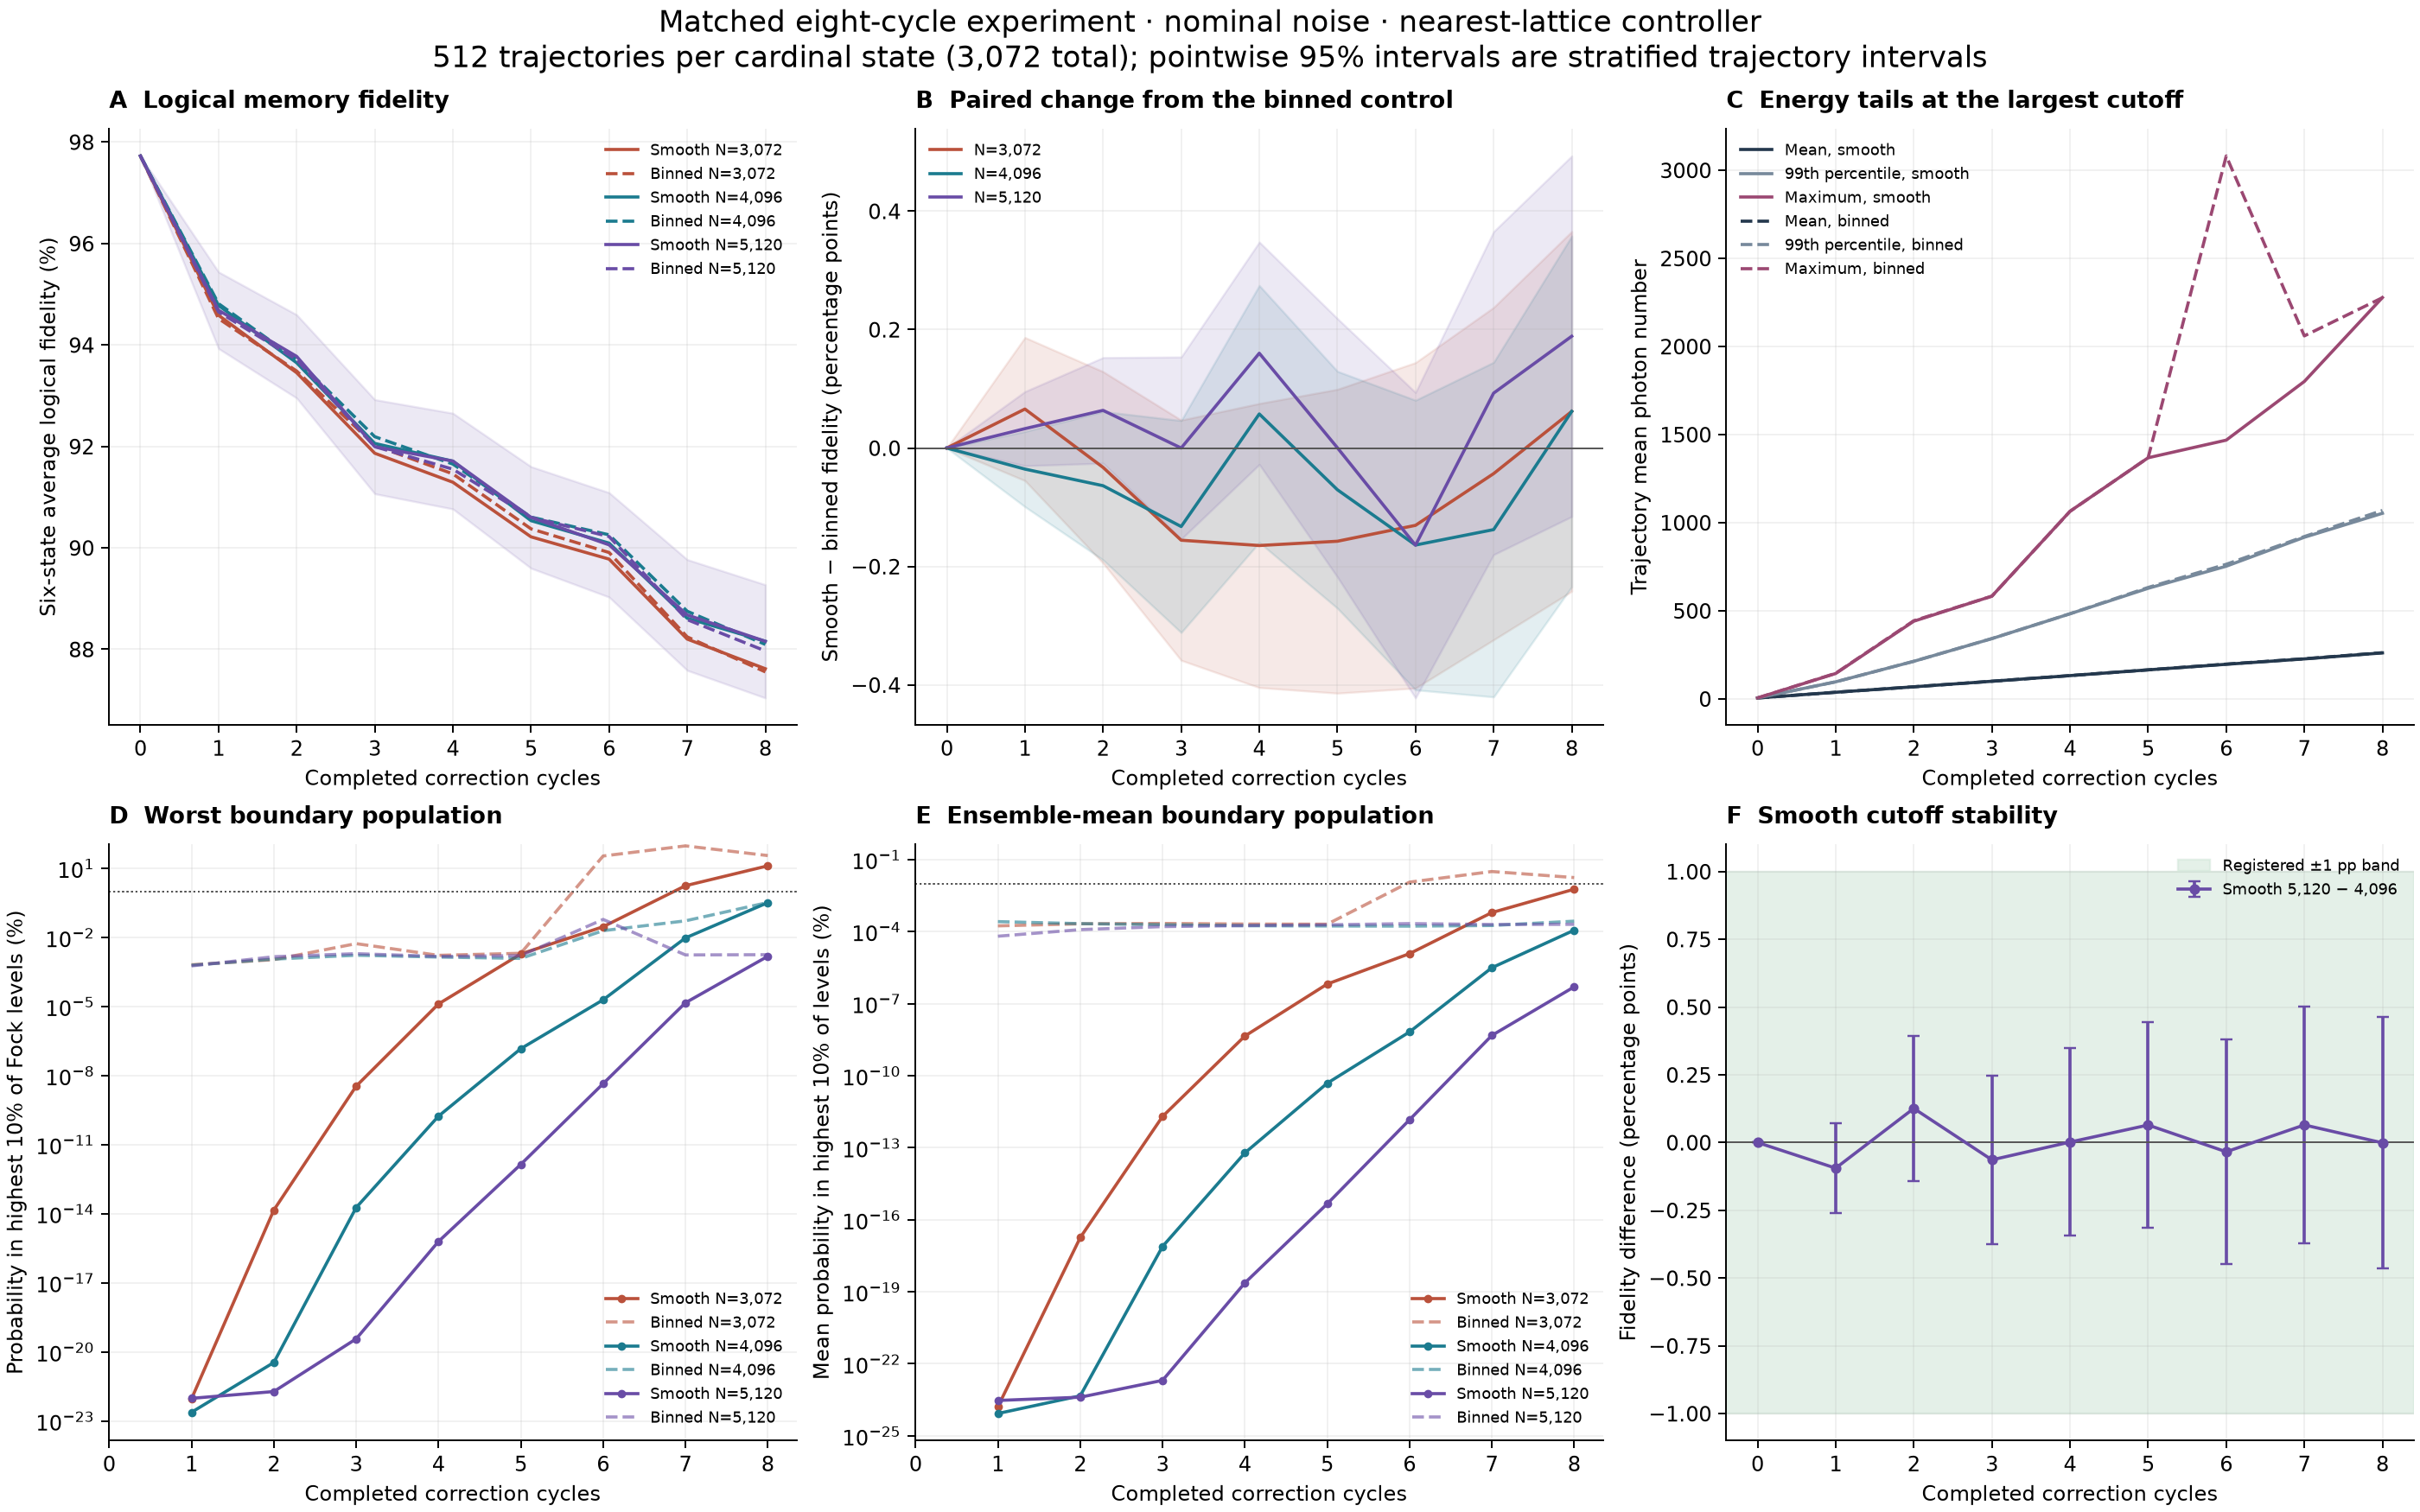 Matched eight-cycle experiment · nominal noise · nearest-lattice controller
512 trajectories per cardinal state (3,072 total); pointwise 95% intervals are stratified trajectory intervals
A Logical memory fidelity
Six-state average logical fidelity (%)
98
96
94
92
90
88
Smooth N=3,072
Binned N=3,072
Smooth N=4,096
Binned N=4,096
Smooth N=5,120
Binned N=5,120
0 1 2 3 4 5 6 7 8
Completed correction cycles
B Paired change from the binned control
Smooth − binned fidelity (percentage points)
0.4
0.2
0.0
−0.2
−0.4
N=3,072
N=4,096
N=5,120
0 1 2 3 4 5 6 7 8
Completed correction cycles
C Energy tails at the largest cutoff
Trajectory mean photon number
3000
2500
2000
1500
1000
500
0
Mean, smooth
99th percentile, smooth
Maximum, smooth
Mean, binned
99th percentile, binned
Maximum, binned
0 1 2 3 4 5 6 7 8
Completed correction cycles
D Worst boundary population
Probability in highest 10% of Fock levels (%)
10¹
10⁻²
10⁻⁵
10⁻⁸
10⁻¹¹
10⁻¹⁴
10⁻¹⁷
10⁻²⁰
10⁻²³
Smooth N=3,072
Binned N=3,072
Smooth N=4,096
Binned N=4,096
Smooth N=5,120
Binned N=5,120
0 1 2 3 4 5 6 7 8
Completed correction cycles
E Ensemble-mean boundary population
Mean probability in highest 10% of levels (%)
10⁻¹
10⁻⁴
10⁻⁷
10⁻¹⁰
10⁻¹³
10⁻¹⁶
10⁻¹⁹
10⁻²²
10⁻²⁵
Smooth N=3,072
Binned N=3,072
Smooth N=4,096
Binned N=4,096
Smooth N=5,120
Binned N=5,120
0 1 2 3 4 5 6 7 8
Completed correction cycles
F Smooth cutoff stability
Fidelity difference (percentage points)
1.00
0.75
0.50
0.25
0.00
−0.25
−0.50
−0.75
−1.00
Registered ±1 pp band
Smooth 5,120 − 4,096
0 1 2 3 4 5 6 7 8
Completed correction cycles